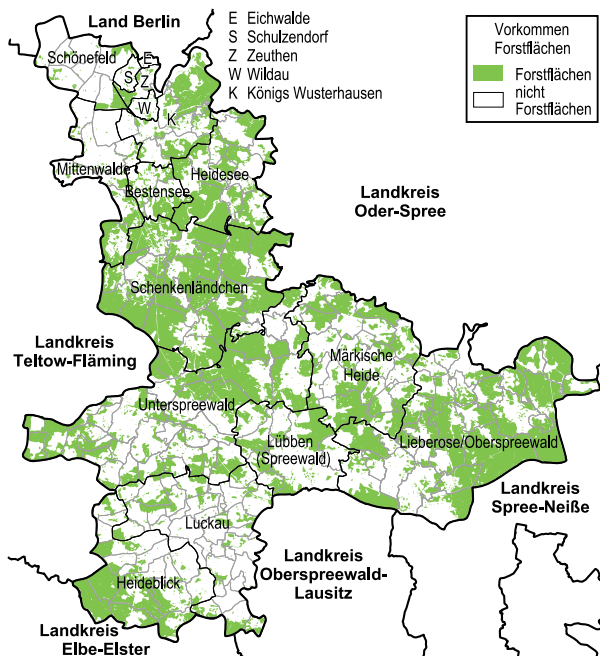 Land Berlin
E Eichwalde
S Schulzendorf
Z Zeuthen
W Wildau
K Königs Wusterhausen
Vorkommen
Forstflächen
Forstflächen
nicht
Forstflächen
Schönefeld
E
S
Z
W
K
Mittenwalde
Bestensee
Heidesee
Landkreis
Oder-Spree
Schenkenländchen
Landkreis
Teltow-Fläming
Märkische
Heide
Unterspreewald
Lübben
(Spreewald)
Lieberose/Oberspreewald
Landkreis
Spree-Neiße
Luckau
Landkreis
Oberspreewald-
Lausitz
Heideblick
Landkreis
Elbe-Elster